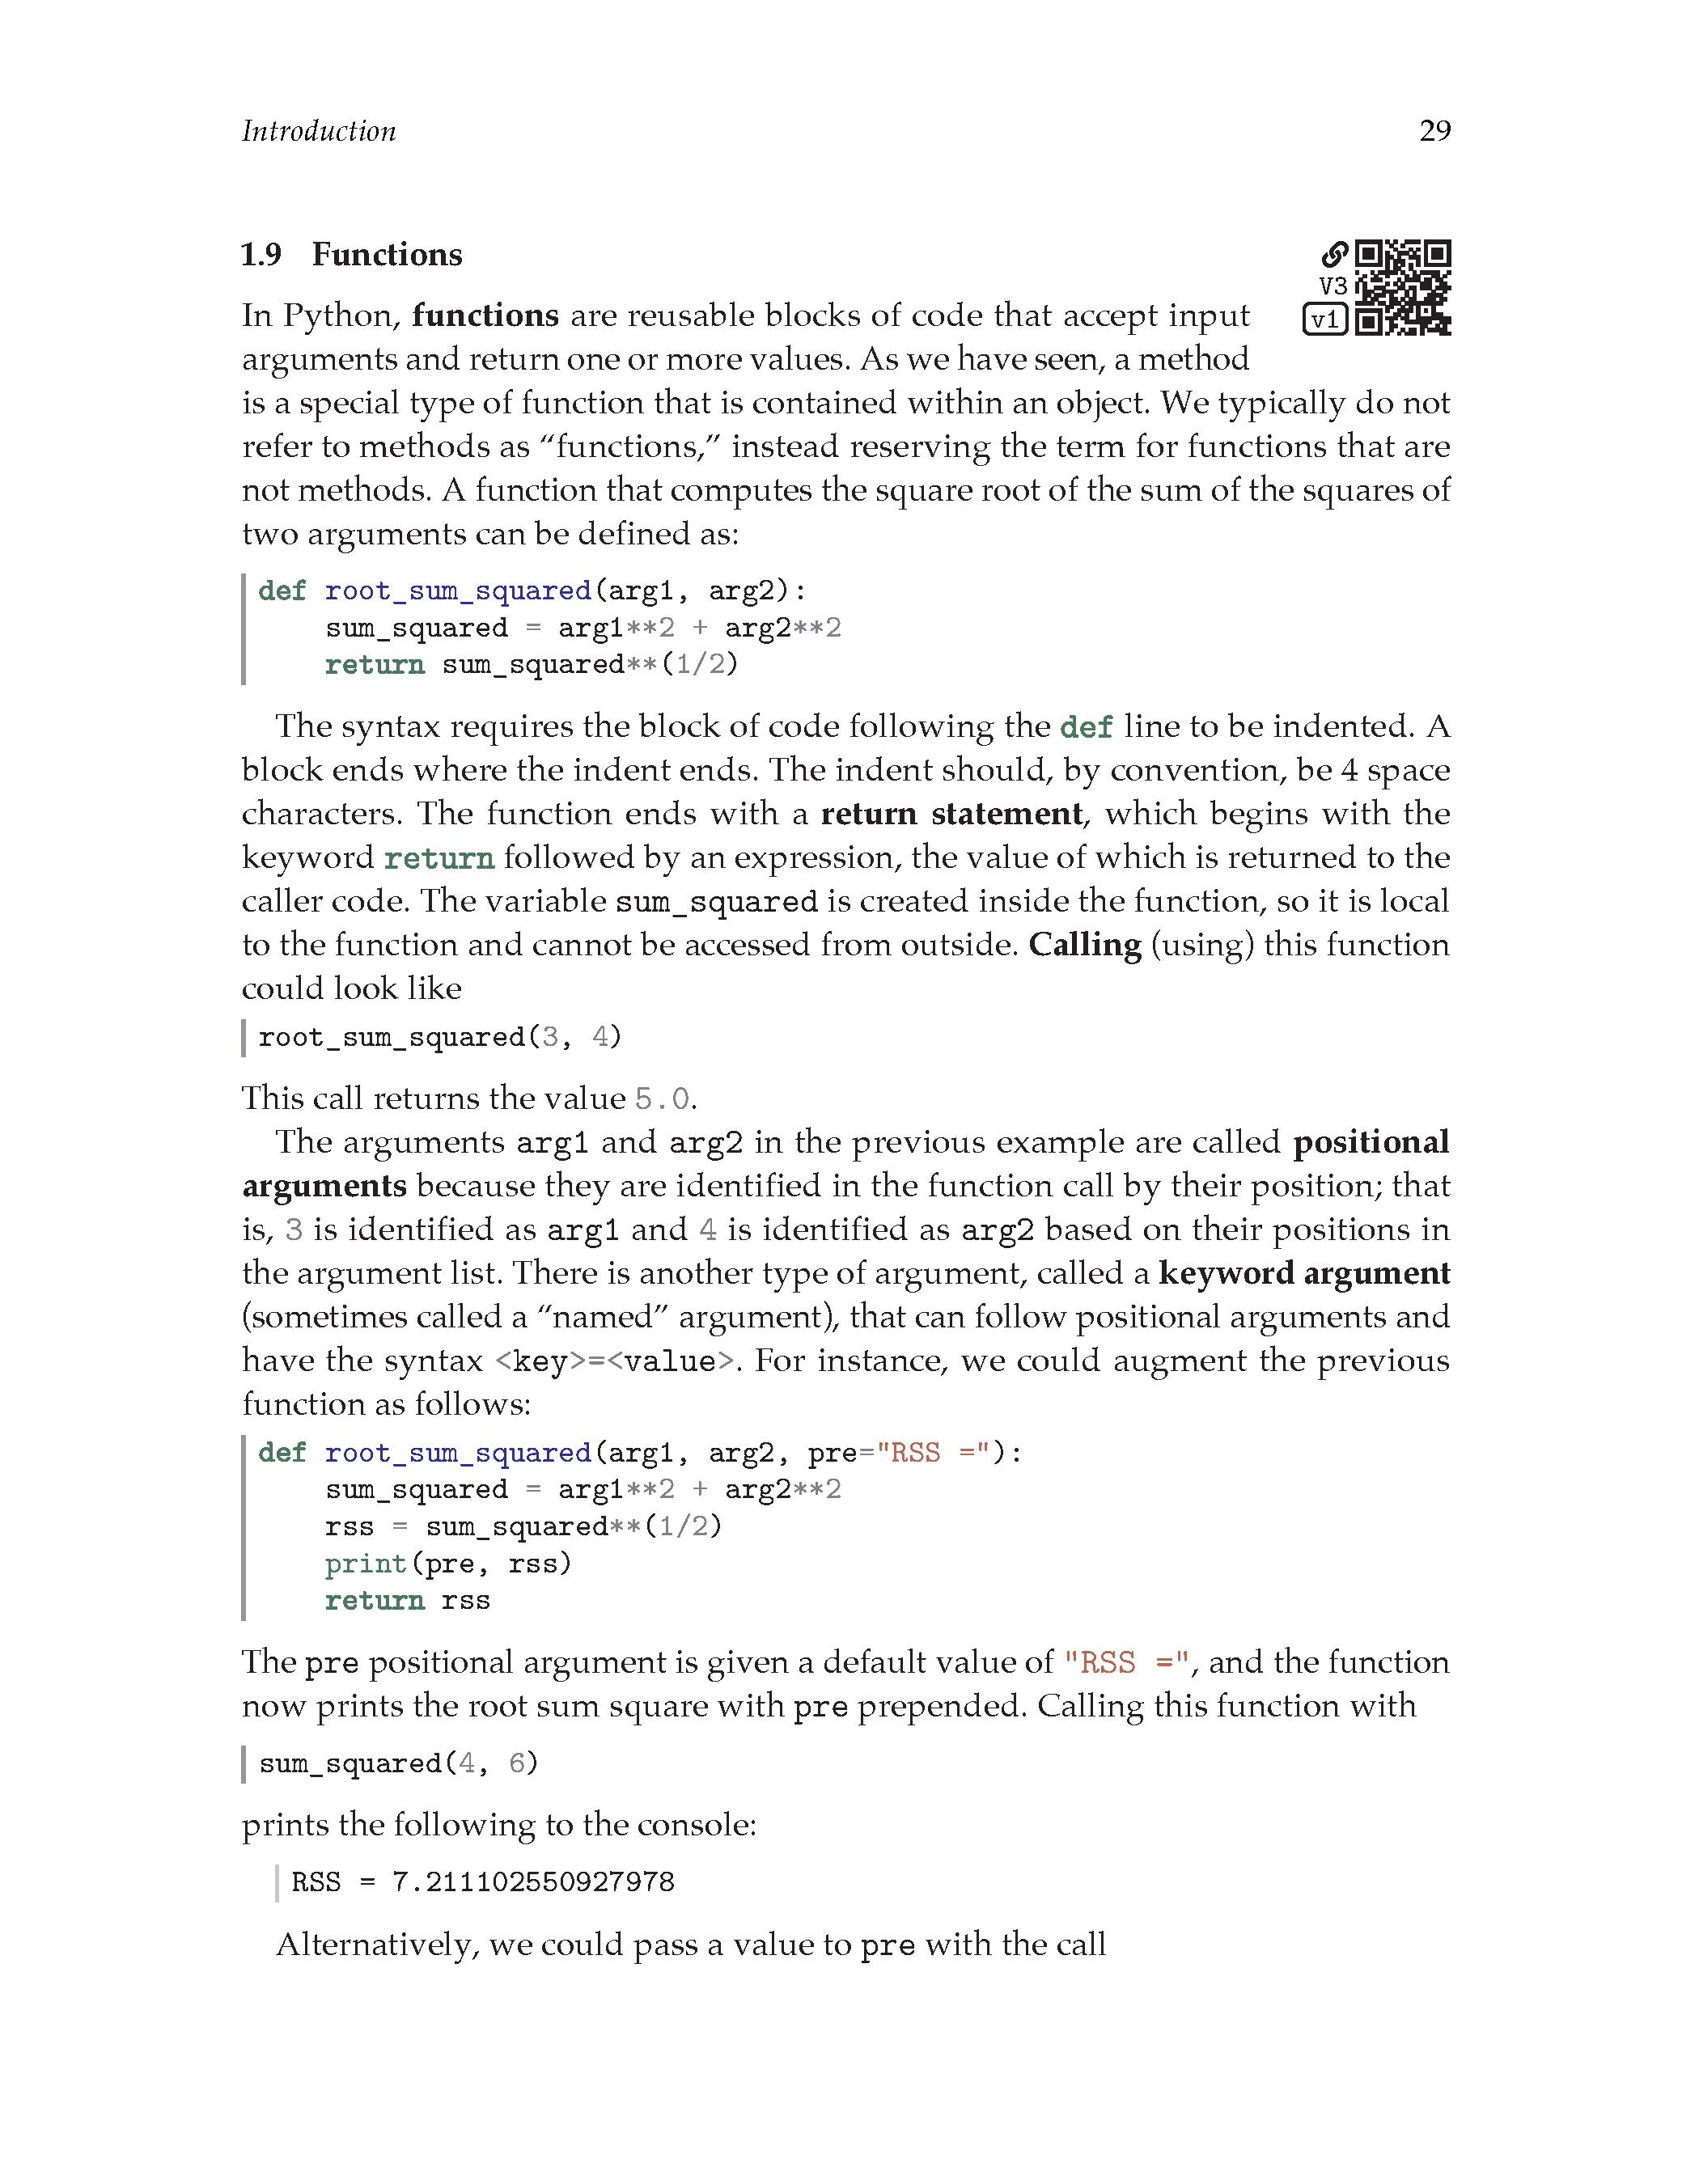 Introduction 29
1.9 Functions
V3
v1
In Python, functions are reusable blocks of code that accept input
arguments and return one or more values. As we have seen, a method
is a special type of function that is contained within an object. We typically do not
refer to methods as “functions,” instead reserving the term for functions that are
not methods. A function that computes the square root of the sum of the squares of
two arguments can be defined as:
def root_sum_squared(arg1, arg2):
    sum_squared = arg1**2 + arg2**2
    return sum_squared**(1/2)
The syntax requires the block of code following the def line to be indented. A
block ends where the indent ends. The indent should, by convention, be 4 space
characters. The function ends with a return statement, which begins with the
keyword return followed by an expression, the value of which is returned to the
caller code. The variable sum_squared is created inside the function, so it is local
to the function and cannot be accessed from outside. Calling (using) this function
could look like
root_sum_squared(3, 4)
This call returns the value 5.0.
The arguments arg1 and arg2 in the previous example are called positional
arguments because they are identified in the function call by their position; that
is, 3 is identified as arg1 and 4 is identified as arg2 based on their positions in
the argument list. There is another type of argument, called a keyword argument
(sometimes called a “named” argument), that can follow positional arguments and
have the syntax <key>=<value>. For instance, we could augment the previous
function as follows:
def root_sum_squared(arg1, arg2, pre="RSS ="):
    sum_squared = arg1**2 + arg2**2
    rss = sum_squared**(1/2)
    print(pre, rss)
    return rss
The pre positional argument is given a default value of "RSS =", and the function
now prints the root sum square with pre prepended. Calling this function with
sum_squared(4, 6)
prints the following to the console:
RSS = 7.211102550927978
Alternatively, we could pass a value to pre with the call